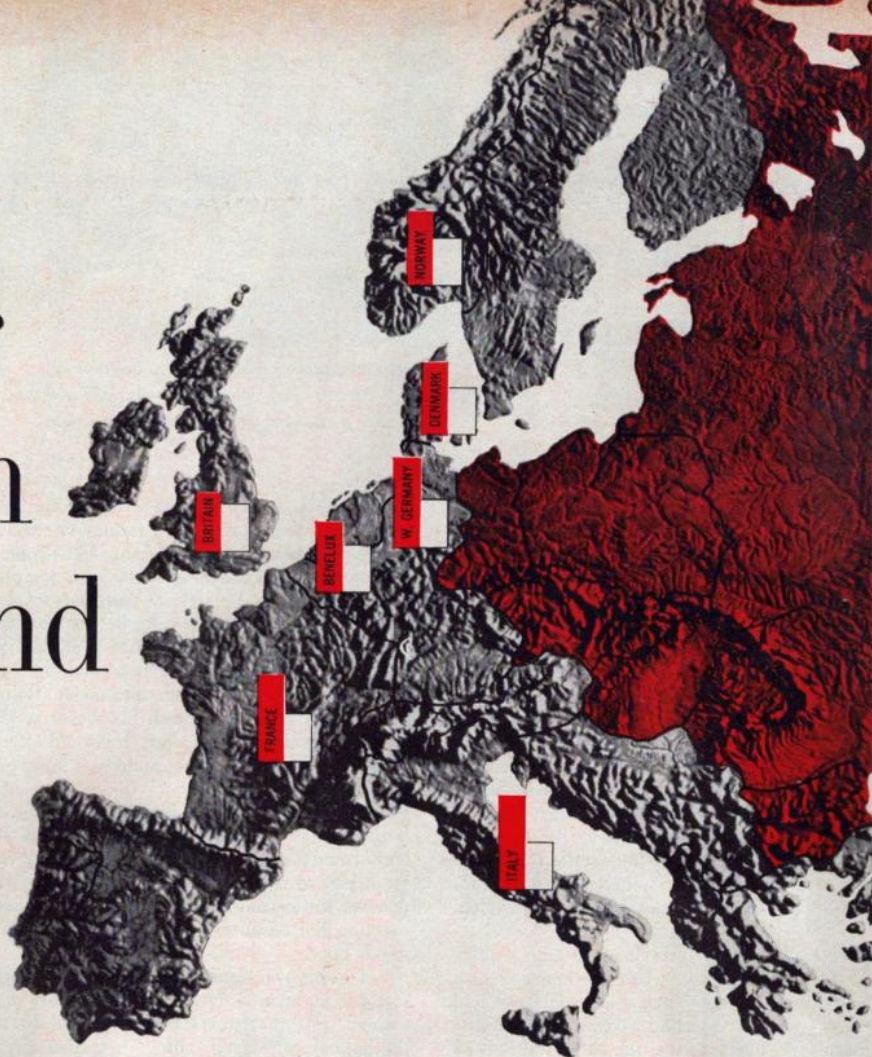 n
nd
NORWAY
DENMARK
W. GERMANY
BRITAIN
BENELUX
FRANCE
ITALY